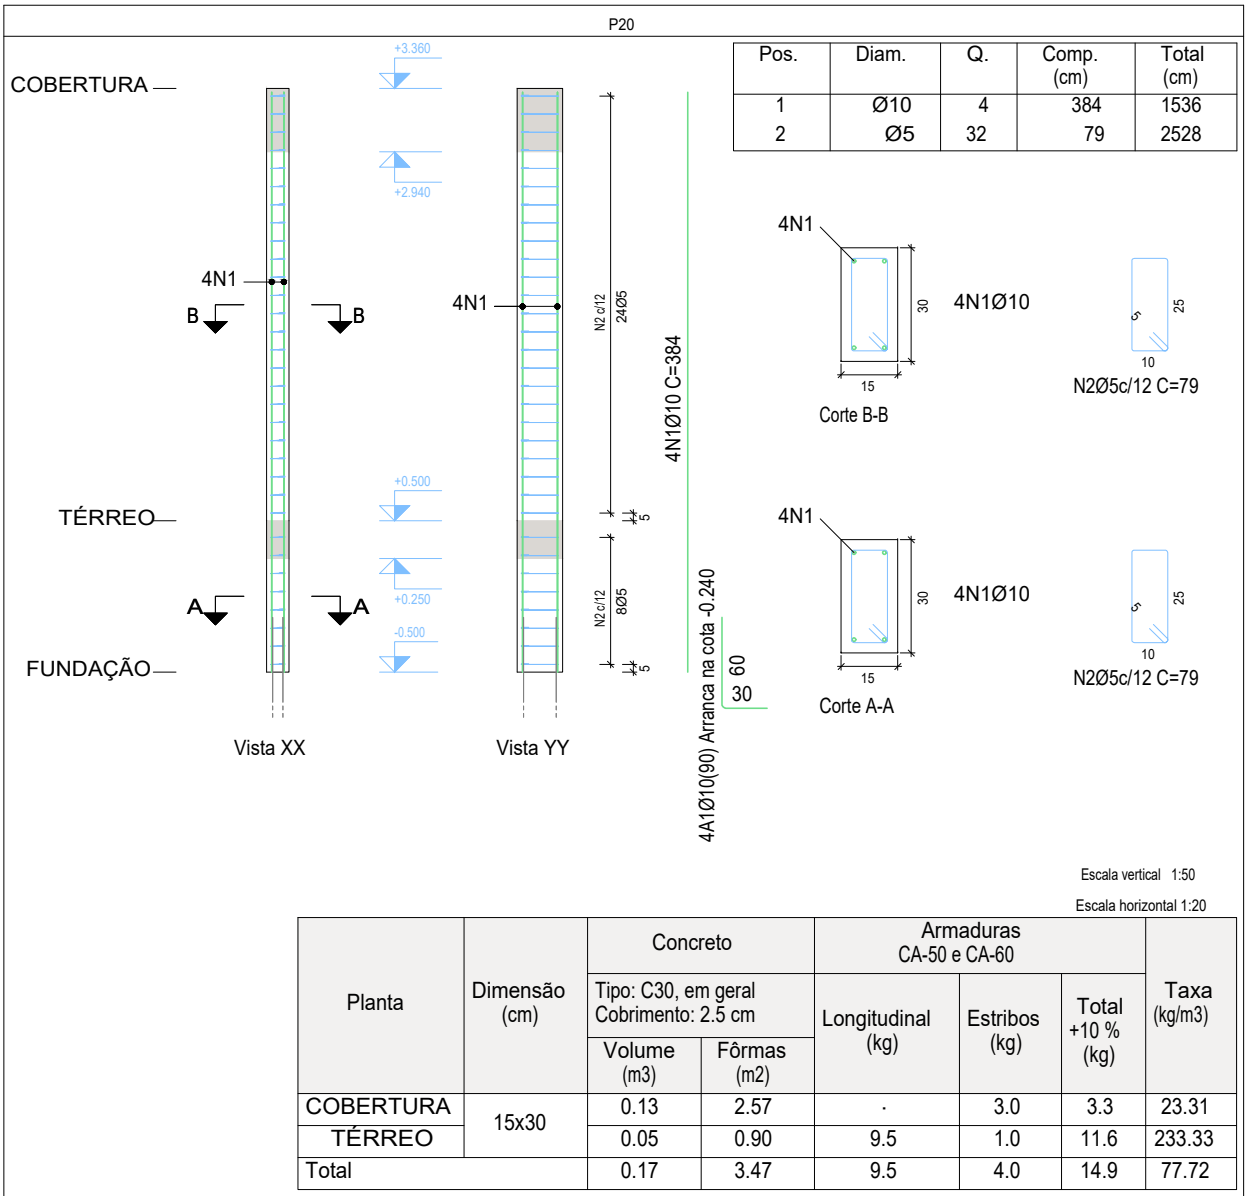 P20
Pos. Diam. Q. Comp. (cm) Total (cm)
1 Ø10 4 384 1536
2 Ø5 32 79 2528
COBERTURA
+3.360
+2.940
4N1
4N1
B B
N2 c/12
24Ø5
4N1Ø10 C=384
TÉRREO
+0.500
5
+0.250
A A
N2 c/12
8Ø5
-0.500
FUNDAÇÃO
5
Vista XX
Vista YY
4A1Ø10(90) Arranca na cota -0.240
60
30
4N1
30
4N1Ø10
15
Corte B-B
5
25
10
N2Ø5c/12 C=79
4N1
30
4N1Ø10
15
Corte A-A
5
25
10
N2Ø5c/12 C=79
Escala vertical 1:50
Escala horizontal 1:20
Planta
Dimensão
(cm)
Concreto
Tipo: C30, em geral
Cobrimento: 2.5 cm
Volume
(m3)
Fôrmas
(m2)
Armaduras
CA-50 e CA-60
Longitudinal
(kg)
Estribos
(kg)
Total
+10 %
(kg)
Taxa
(kg/m3)
COBERTURA 15x30 0.13 2.57 · 3.0 3.3 23.31
TÉRREO 0.05 0.90 9.5 1.0 11.6 233.33
Total 0.17 3.47 9.5 4.0 14.9 77.72